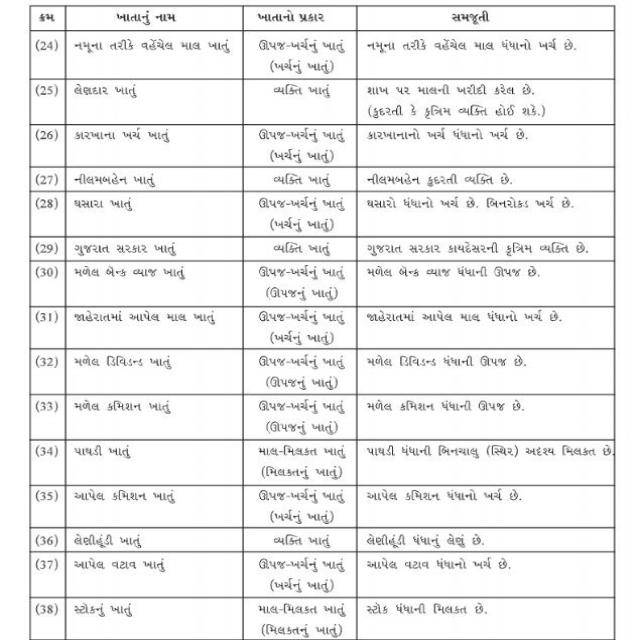 ક્રમ ખાતાનું નામ ખાતાનો પ્રકાર સમજૂતી
(24) નમૂના તરીકે વહેંચેલ માલ ખાતું ઊપજ-ખર્ચનું ખાતું નમૂના તરીકે વહેંચેલ માલ ધંધાનો ખર્ચ છે.
(ખર્ચનું ખાતું)
(25) લેણદાર ખાતું વ્યક્તિ ખાતું શાખ પર માલની ખરીદી કરેલ છે.
(કુદરતી કે કૃત્રિમ વ્યક્તિ હોઈ શકે.)
(26) કારખાના ખર્ચ ખાતું ઊપજ-ખર્ચનું ખાતું કારખાનાનો ખર્ચ ધંધાનો ખર્ચ છે.
(ખર્ચનું ખાતું)
(27) નીલમબહેન ખાતું વ્યક્તિ ખાતું નીલમબહેન કુદરતી વ્યક્તિ છે.
(28) ઘસારા ખાતું ઊપજ-ખર્ચનું ખાતું ઘસારો ધંધાનો ખર્ચ છે. બિનરોકડ ખર્ચ છે.
(ખર્ચનું ખાતું)
(29) ગુજરાત સરકાર ખાતું વ્યક્તિ ખાતું ગુજરાત સરકાર કાયદેસરની કૃત્રિમ વ્યક્તિ છે.
(30) મળેલ બૅન્ક વ્યાજ ખાતું ઊપજ-ખર્ચનું ખાતું મળેલ બૅન્ક વ્યાજ ધંધાની ઊપજ છે.
(ઊપજનું ખાતું)
(31) જાહેરાતમાં આપેલ માલ ખાતું ઊપજ-ખર્ચનું ખાતું જાહેરાતમાં આપેલ માલ ધંધાનો ખર્ચ છે.
(ખર્ચનું ખાતું)
(32) મળેલ ડિવિડન્ડ ખાતું ઊપજ-ખર્ચનું ખાતું મળેલ ડિવિડન્ડ ધંધાની ઊપજ છે.
(ઊપજનું ખાતું)
(33) મળેલ કમિશન ખાતું ઊપજ-ખર્ચનું ખાતું મળેલ કમિશન ધંધાની ઊપજ છે.
(ઊપજનું ખાતું)
(34) પાઘડી ખાતું માલ-મિલકત ખાતું પાઘડી ધંધાની બિનચાલુ (સ્થિર) અદૃશ્ય મિલકત છે.
(મિલકતનું ખાતું)
(35) આપેલ કમિશન ખાતું ઊપજ-ખર્ચનું ખાતું આપેલ કમિશન ધંધાનો ખર્ચ છે.
(ખર્ચનું ખાતું)
(36) લેણીહૂંડી ખાતું વ્યક્તિ ખાતું લેણીહૂંડી ધંધાનું લેણું છે.
(37) આપેલ વટાવ ખાતું ઊપજ-ખર્ચનું ખાતું આપેલ વટાવ ધંધાનો ખર્ચ છે.
(ખર્ચનું ખાતું)
(38) સ્ટોકનું ખાતું માલ-મિલકત ખાતું સ્ટોક ધંધાની મિલકત છે.
(મિલકતનું ખાતું)